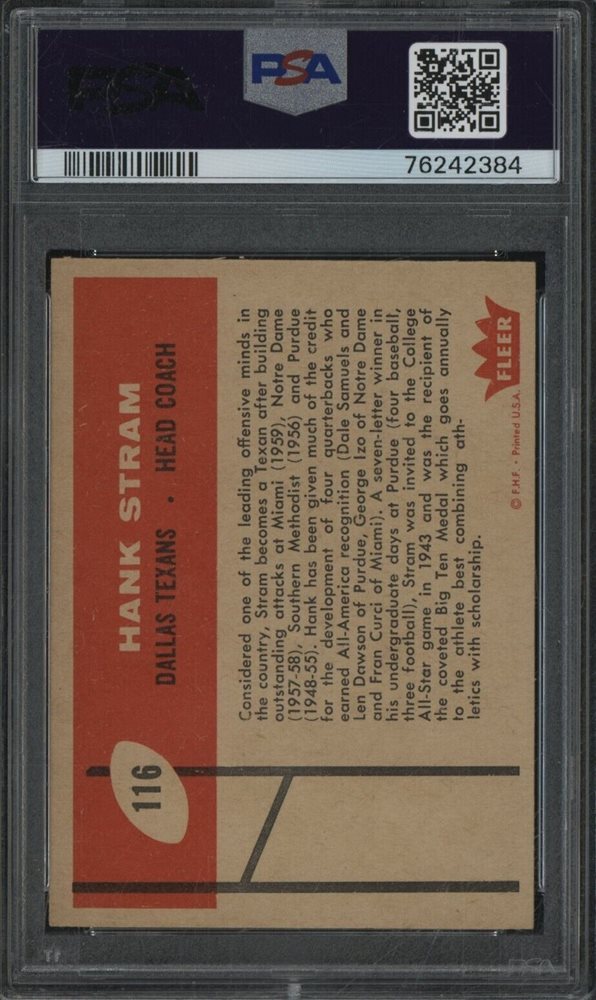 PSA
PSA
76242384
116
HANK STRAM
DALLAS TEXANS • HEAD COACH
Considered one of the leading offensive minds in
the country, Stram becomes a Texan after building
outstanding attacks at Miami (1959), Notre Dame
(1957-58), Southern Methodist (1956) and Purdue
(1948-55). Hank has been given much of the credit
for the development of four quarterbacks who
earned All-America recognition (Dale Samuels and
Len Dawson of Purdue, George Izo of Notre Dame
and Fran Curci of Miami). A seven-letter winner in
his undergraduate days at Purdue (four baseball,
three football), Stram was invited to the College
All-Star game in 1943 and was the recipient of
the coveted Big Ten Medal which goes annually
to the athlete best combining ath-
letics with scholarship.
FLEER
© F.H.F. • Printed U.S.A.
PSA